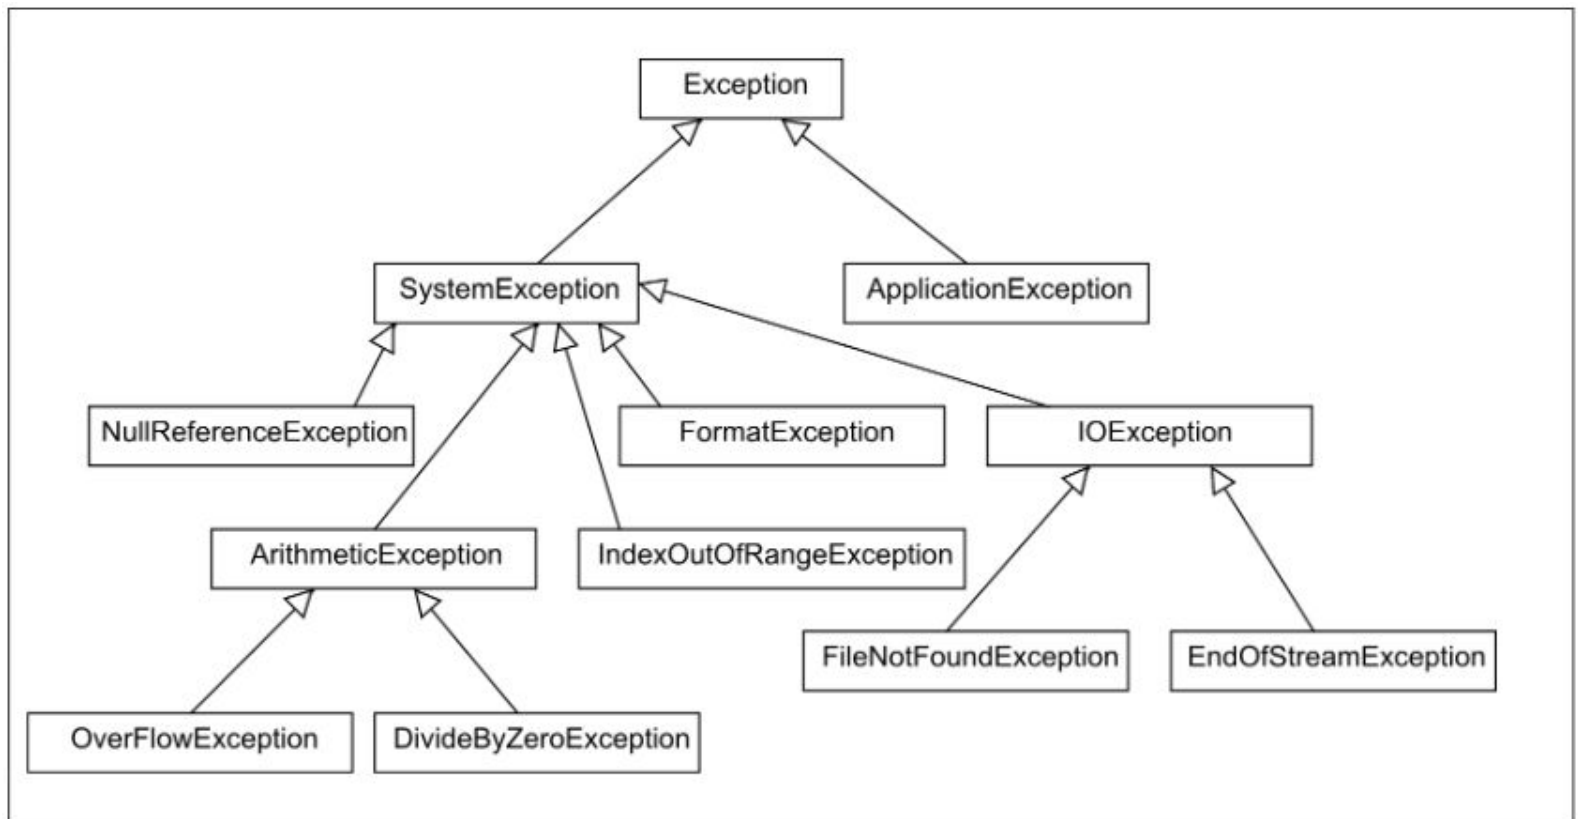 Exception
SystemException
ApplicationException
NullReferenceException
FormatException
IOException
ArithmeticException
IndexOutOfRangeException
FileNotFoundException
EndOfStreamException
OverFlowException
DivideByZeroException